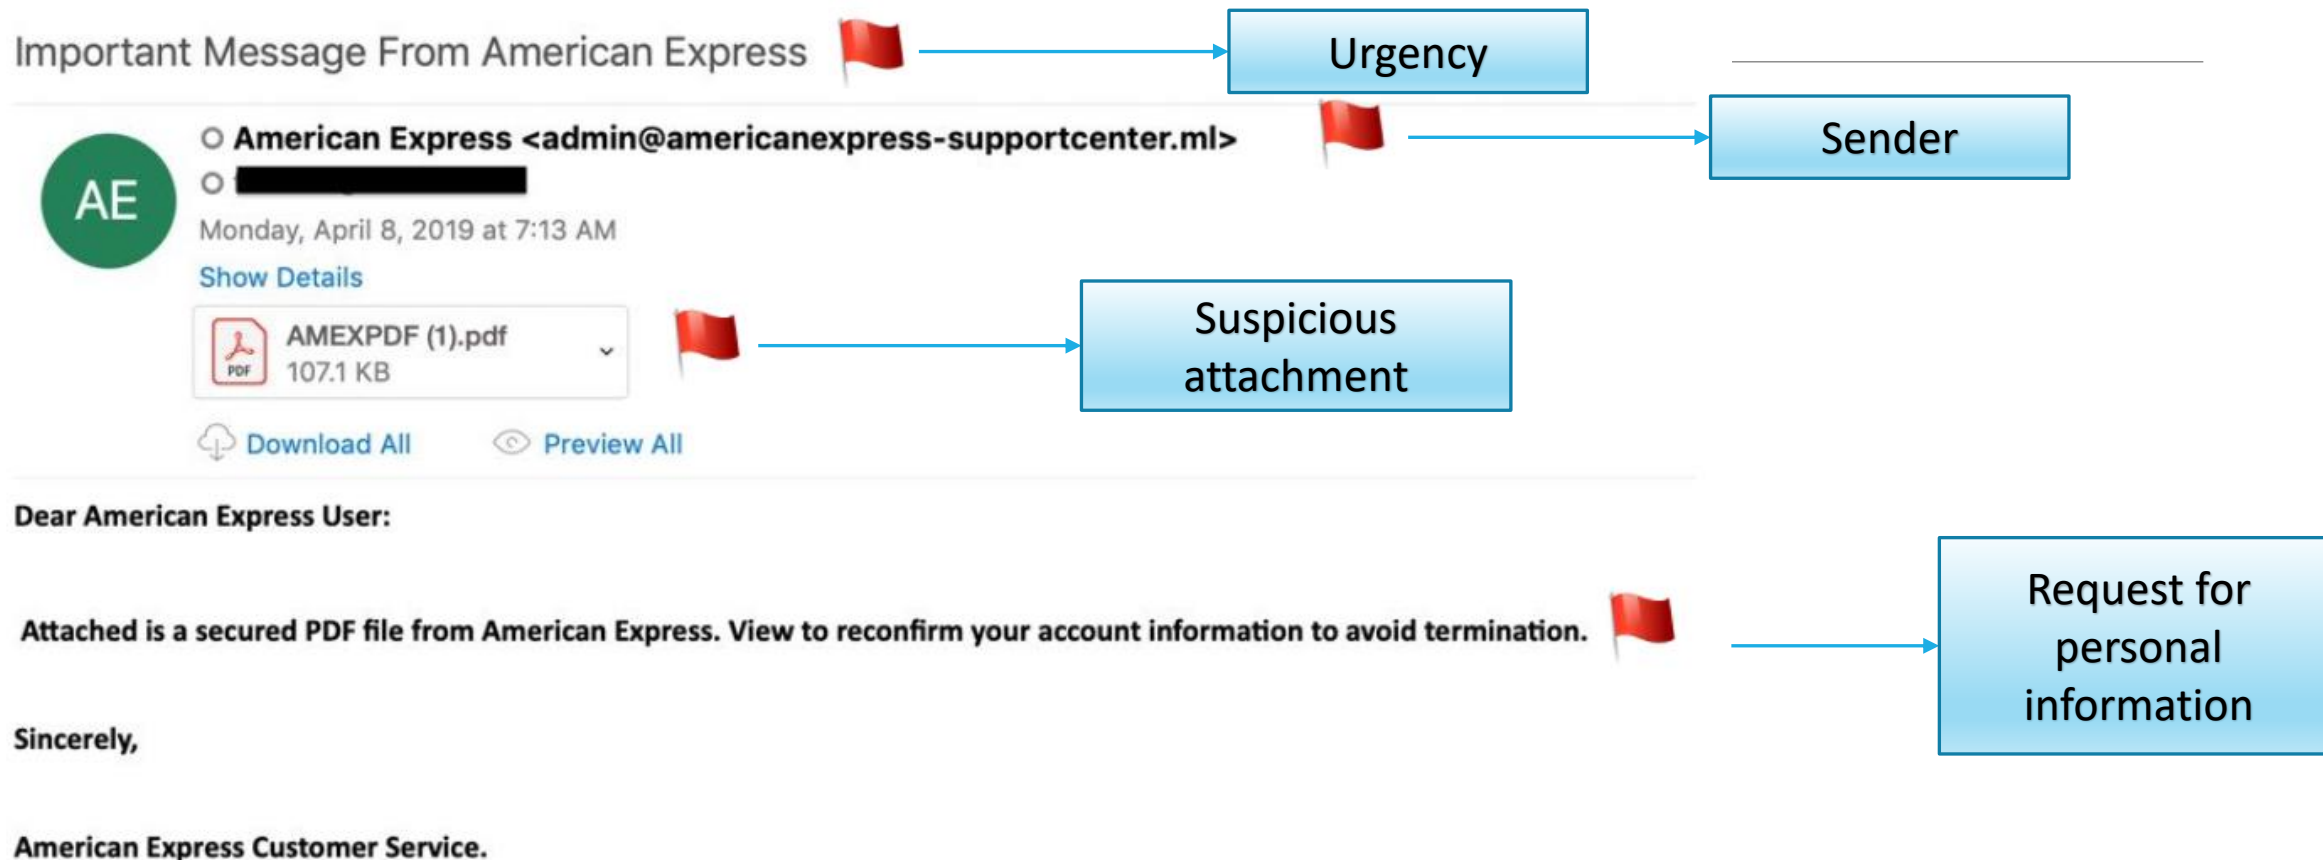 Important Message From American Express
Urgency
American Express <admin@americanexpress-supportcenter.ml>
Sender
AE
Monday, April 8, 2019 at 7:13 AM
Show Details
AMEXPDF (1).pdf
PDF
107.1 KB
Suspicious
attachment
Download All
Preview All
Dear American Express User:
Attached is a secured PDF file from American Express. View to reconfirm your account information to avoid termination.
Request for
personal
information
Sincerely,
American Express Customer Service.